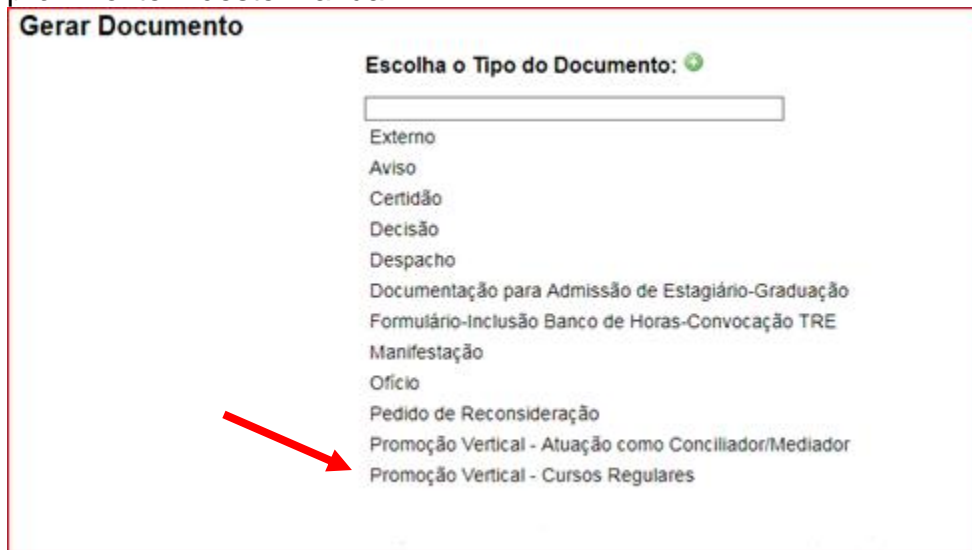 Gerar Documento
Escolha o Tipo do Documento:
Externo
Aviso
Certidão
Decisão
Despacho
Documentação para Admissão de Estagiário-Graduação
Formulário-Inclusão Banco de Horas-Convocação TRE
Manifestação
Ofício
Pedido de Reconsideração
Promoção Vertical - Atuação como Conciliador/Mediador
Promoção Vertical - Cursos Regulares